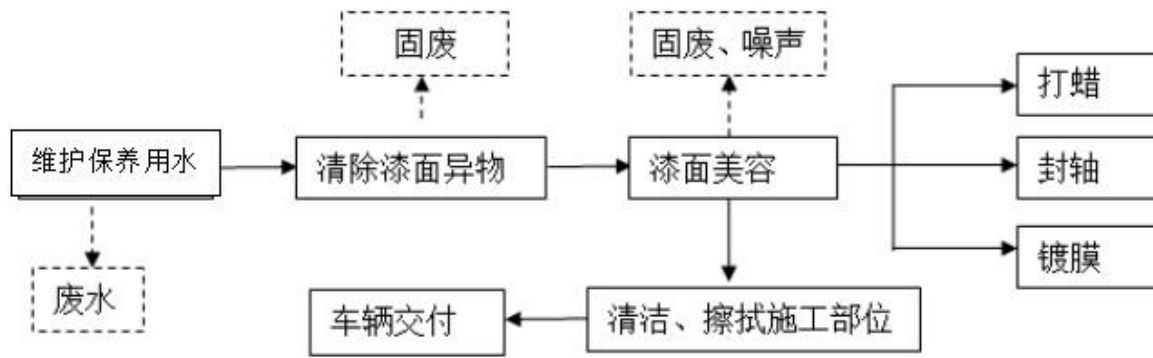 固废
固废、噪声
打蜡
维护保养用水
清除漆面异物
漆面美容
封轴
镀膜
废水
车辆交付
清洁、擦拭施工部位